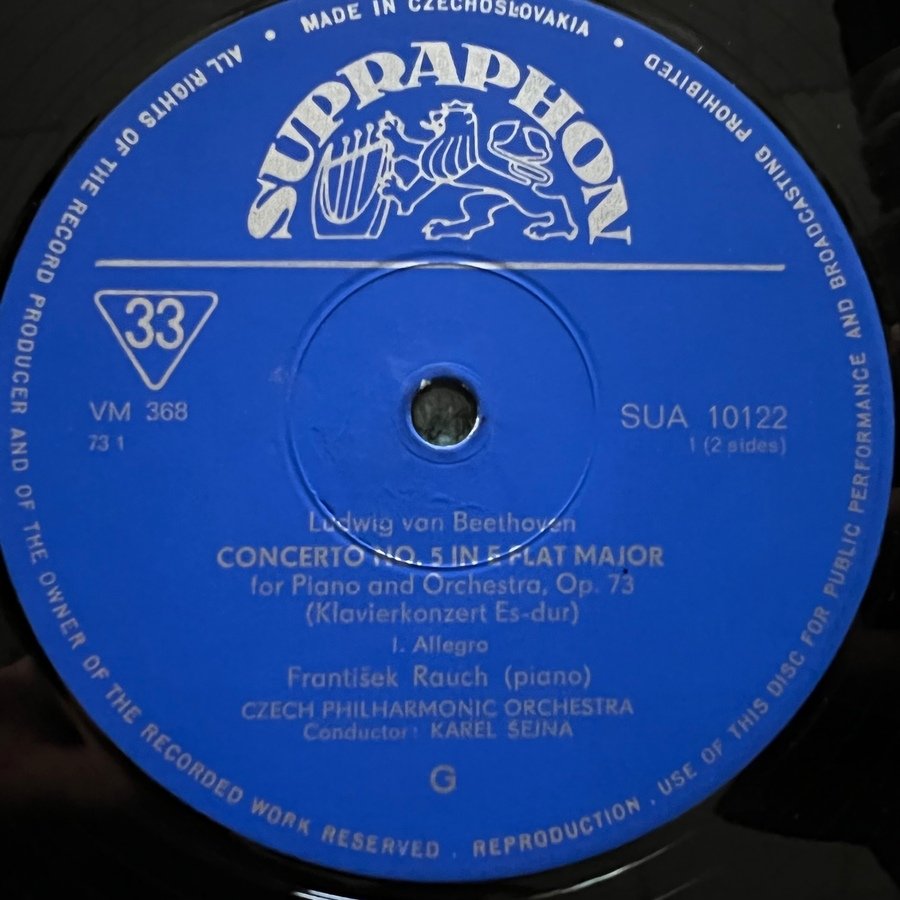 MADE IN CZECHOSLOVAKIA • PROHIBITED
ALL RIGHTS OF THE RECORD PRODUCER AND OF THE OWNER OF THE RECORDED WORK RESERVED . REPRODUCTION . USE OF THIS DISC FOR PUBLIC PERFORMANCE AND BROADCASTING
SUPRAPHON
33
VM 368
73 1
SUA 10122
1 (2 sides)
Ludwig van Beethoven
CONCERTO NO. 5 IN E FLAT MAJOR
for Piano and Orchestra, Op. 73
(Klavierkonzert Es-dur)
I. Allegro
František Rauch (piano)
CZECH PHILHARMONIC ORCHESTRA
Conductor: KAREL ŠEJNA
G